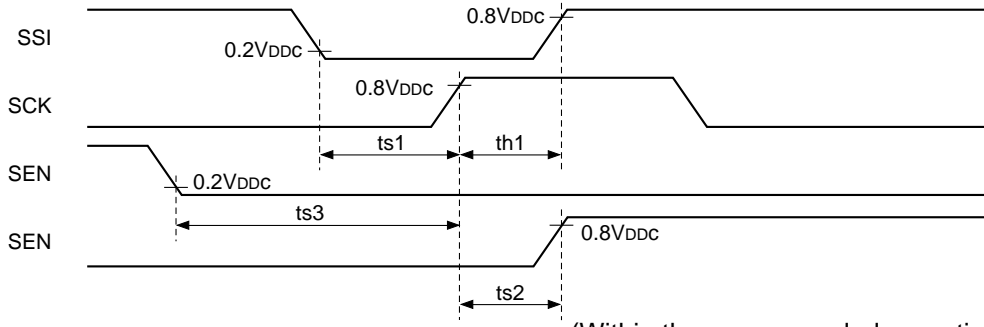 SSI
0.8VDDC
0.2VDDC
SCK
0.8VDDC
ts1
th1
SEN
0.2VDDC
ts3
SEN
0.8VDDC
ts2